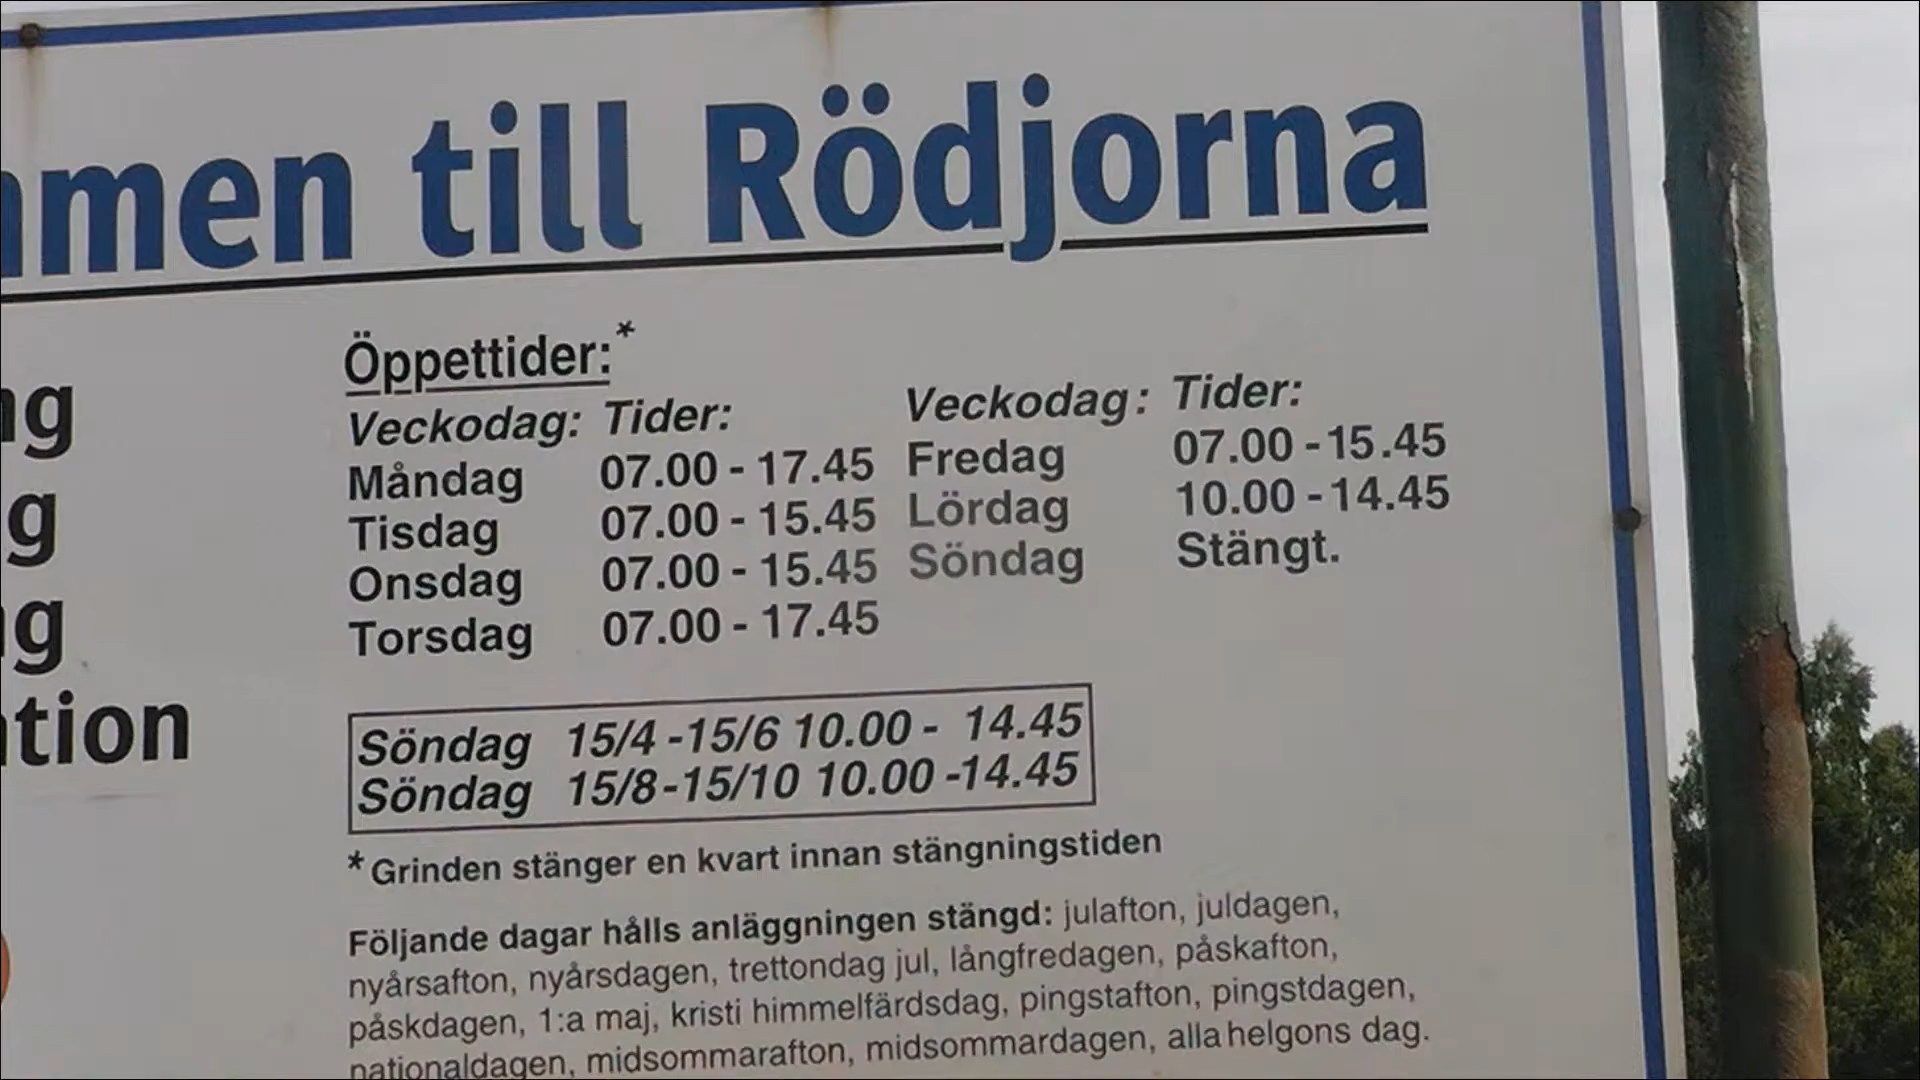 mmen till Rödjorna
Öppettider:*
Veckodag: Tider:
Måndag 07.00 - 17.45
Tisdag 07.00 - 15.45
Onsdag 07.00 - 15.45
Torsdag 07.00 - 17.45
Veckodag: Tider:
Fredag 07.00 - 15.45
Lördag 10.00 - 14.45
Söndag Stängt.
ng
g
ng
tion
Söndag 15/4 -15/6 10.00 - 14.45
Söndag 15/8-15/10 10.00 -14.45
*Grinden stänger en kvart innan stängningstiden
Följande dagar hålls anläggningen stängd: julafton, juldagen,
nyårsafton, nyårsdagen, trettondag jul, långfredagen, påskafton,
påskdagen, 1:a maj, kristi himmelfärdsdag, pingstafton, pingstdagen,
nationaldagen, midsommarafton, midsommardagen, alla helgons dag.